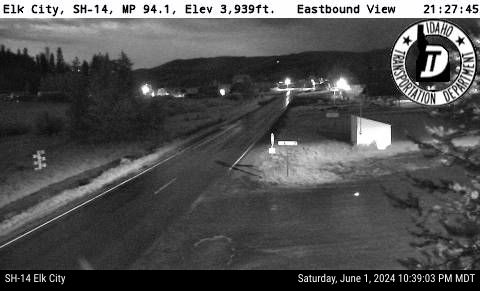 Elk City, SH-14, MP 94.1, Elev 3,939ft. Eastbound View 21:27:45
IDAHO
TRANSPORTATION DEPARTMENT
SH-14 Elk City Saturday, June 1, 2024 10:39:03 PM MDT